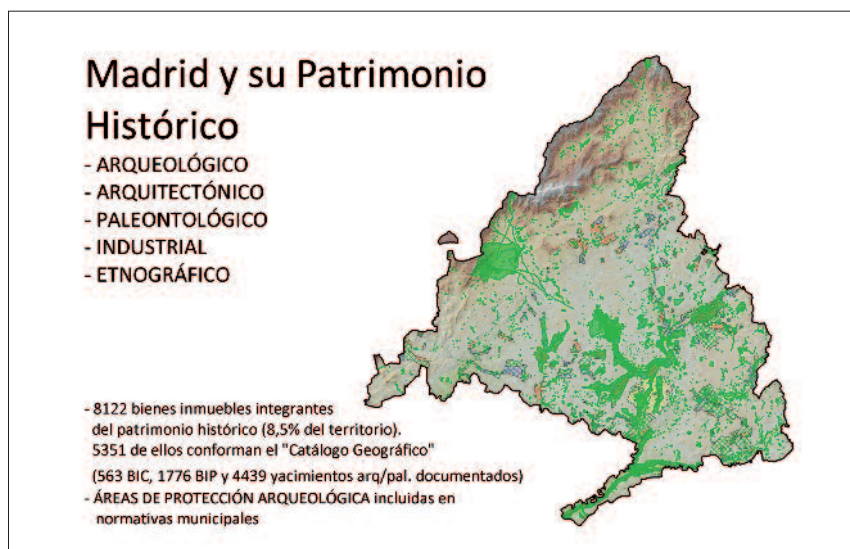 Madrid y su Patrimonio
Histórico
- ARQUEOLÓGICO
- ARQUITECTÓNICO
- PALEONTOLÓGICO
- INDUSTRIAL
- ETNOGRÁFICO
- 8122 bienes inmuebles integrantes
del patrimonio histórico (8,5% del territorio).
5351 de ellos conforman el "Catálogo Geográfico"
(563 BIC, 1776 BIP y 4439 yacimientos arq/pal. documentados)
- ÁREAS DE PROTECCIÓN ARQUEOLÓGICA incluidas en
normativas municipales